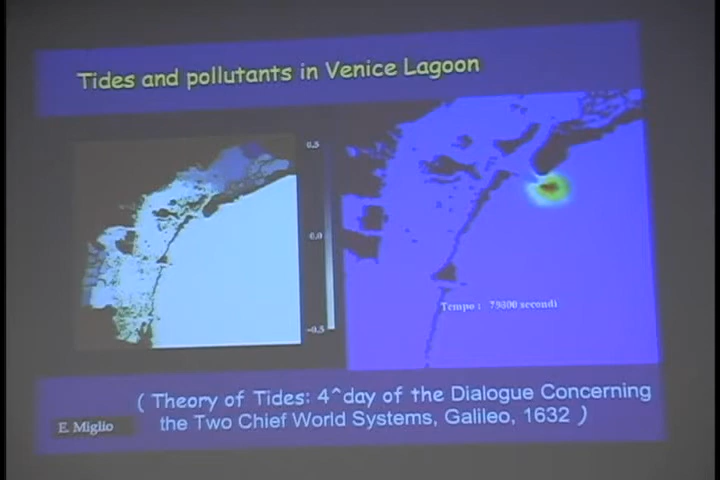 Tides and pollutants in Venice Lagoon
0.5
0.0
-0.5
Tempo : 79800 secondi
( Theory of Tides: 4^day of the Dialogue Concerning
the Two Chief World Systems, Galileo, 1632 )
E. Miglio